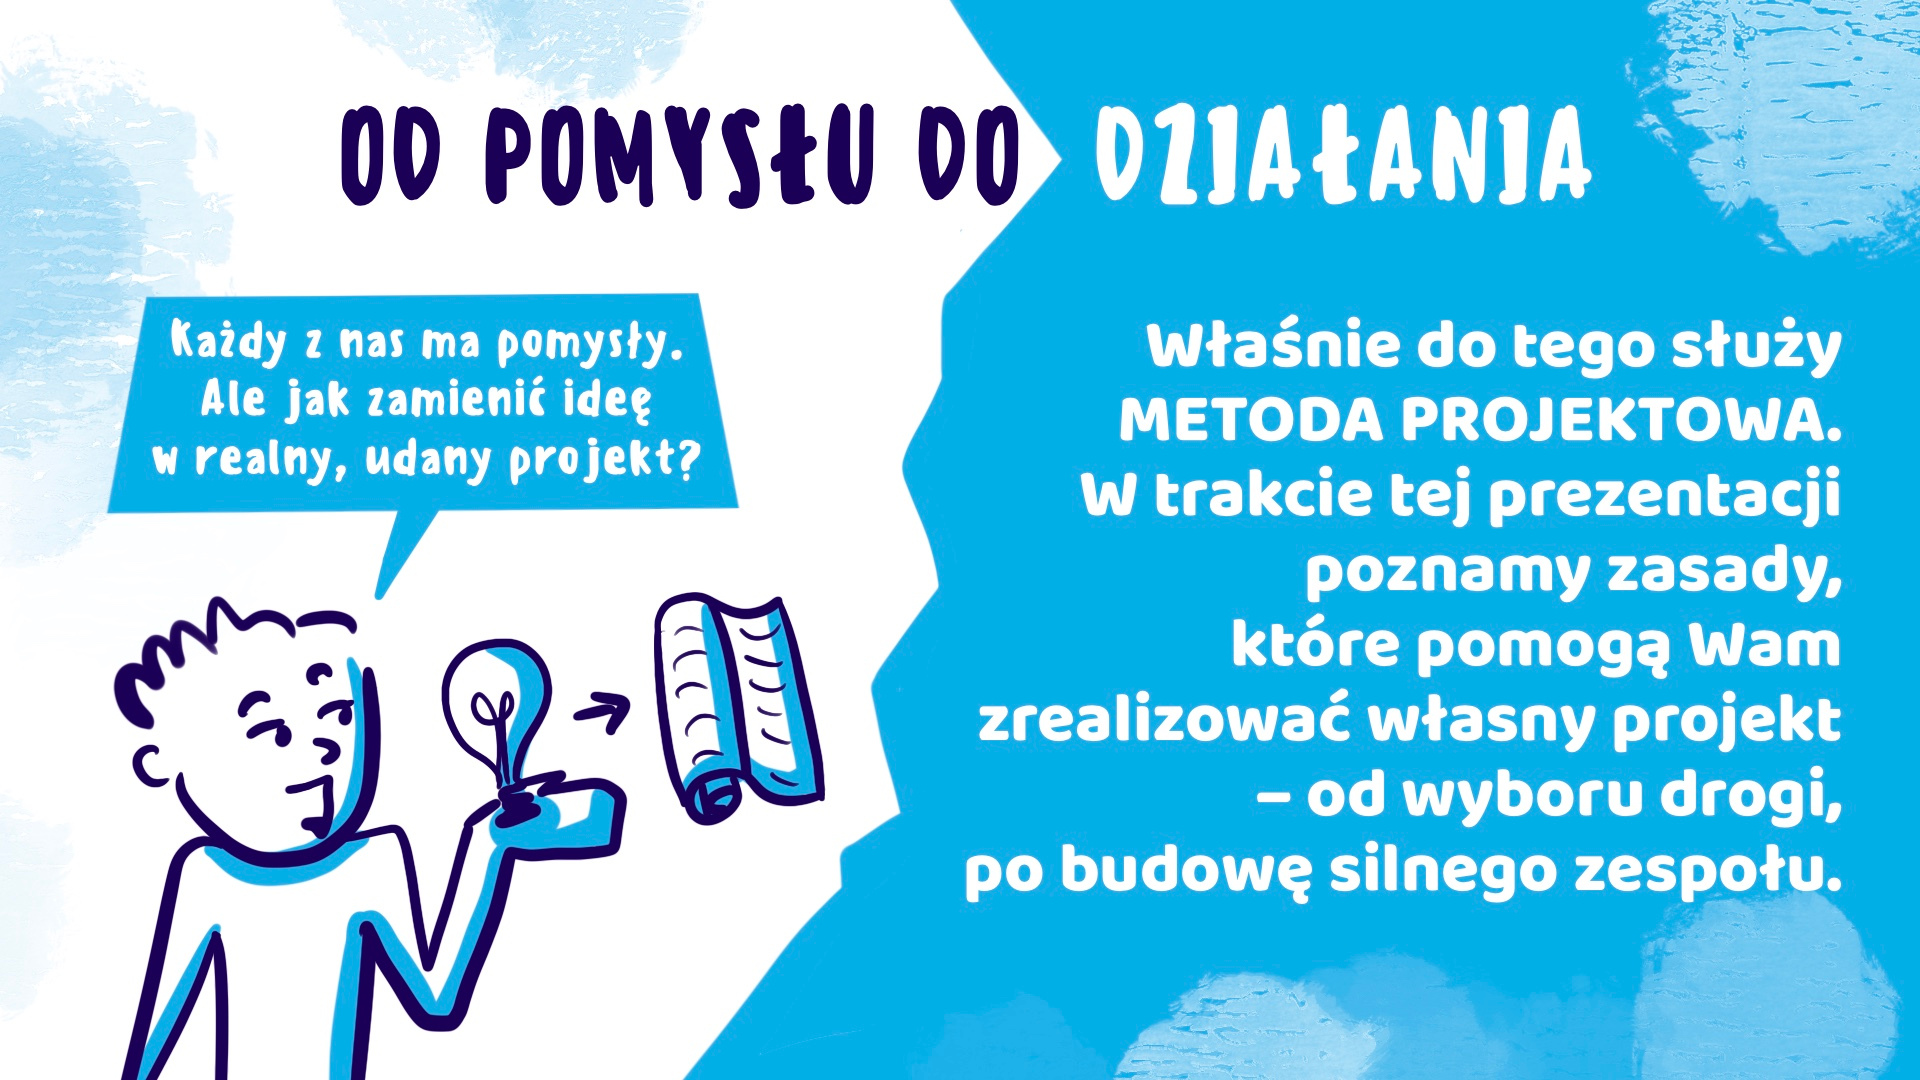 OD POMYSŁU DO DZIAŁANIA
Każdy z nas ma pomysły.
Ale jak zamienić ideę
w realny, udany projekt?
Właśnie do tego służy
METODA PROJEKTOWA.
W trakcie tej prezentacji
poznamy zasady,
które pomogą Wam
zrealizować własny projekt
– od wyboru drogi,
po budowę silnego zespołu.